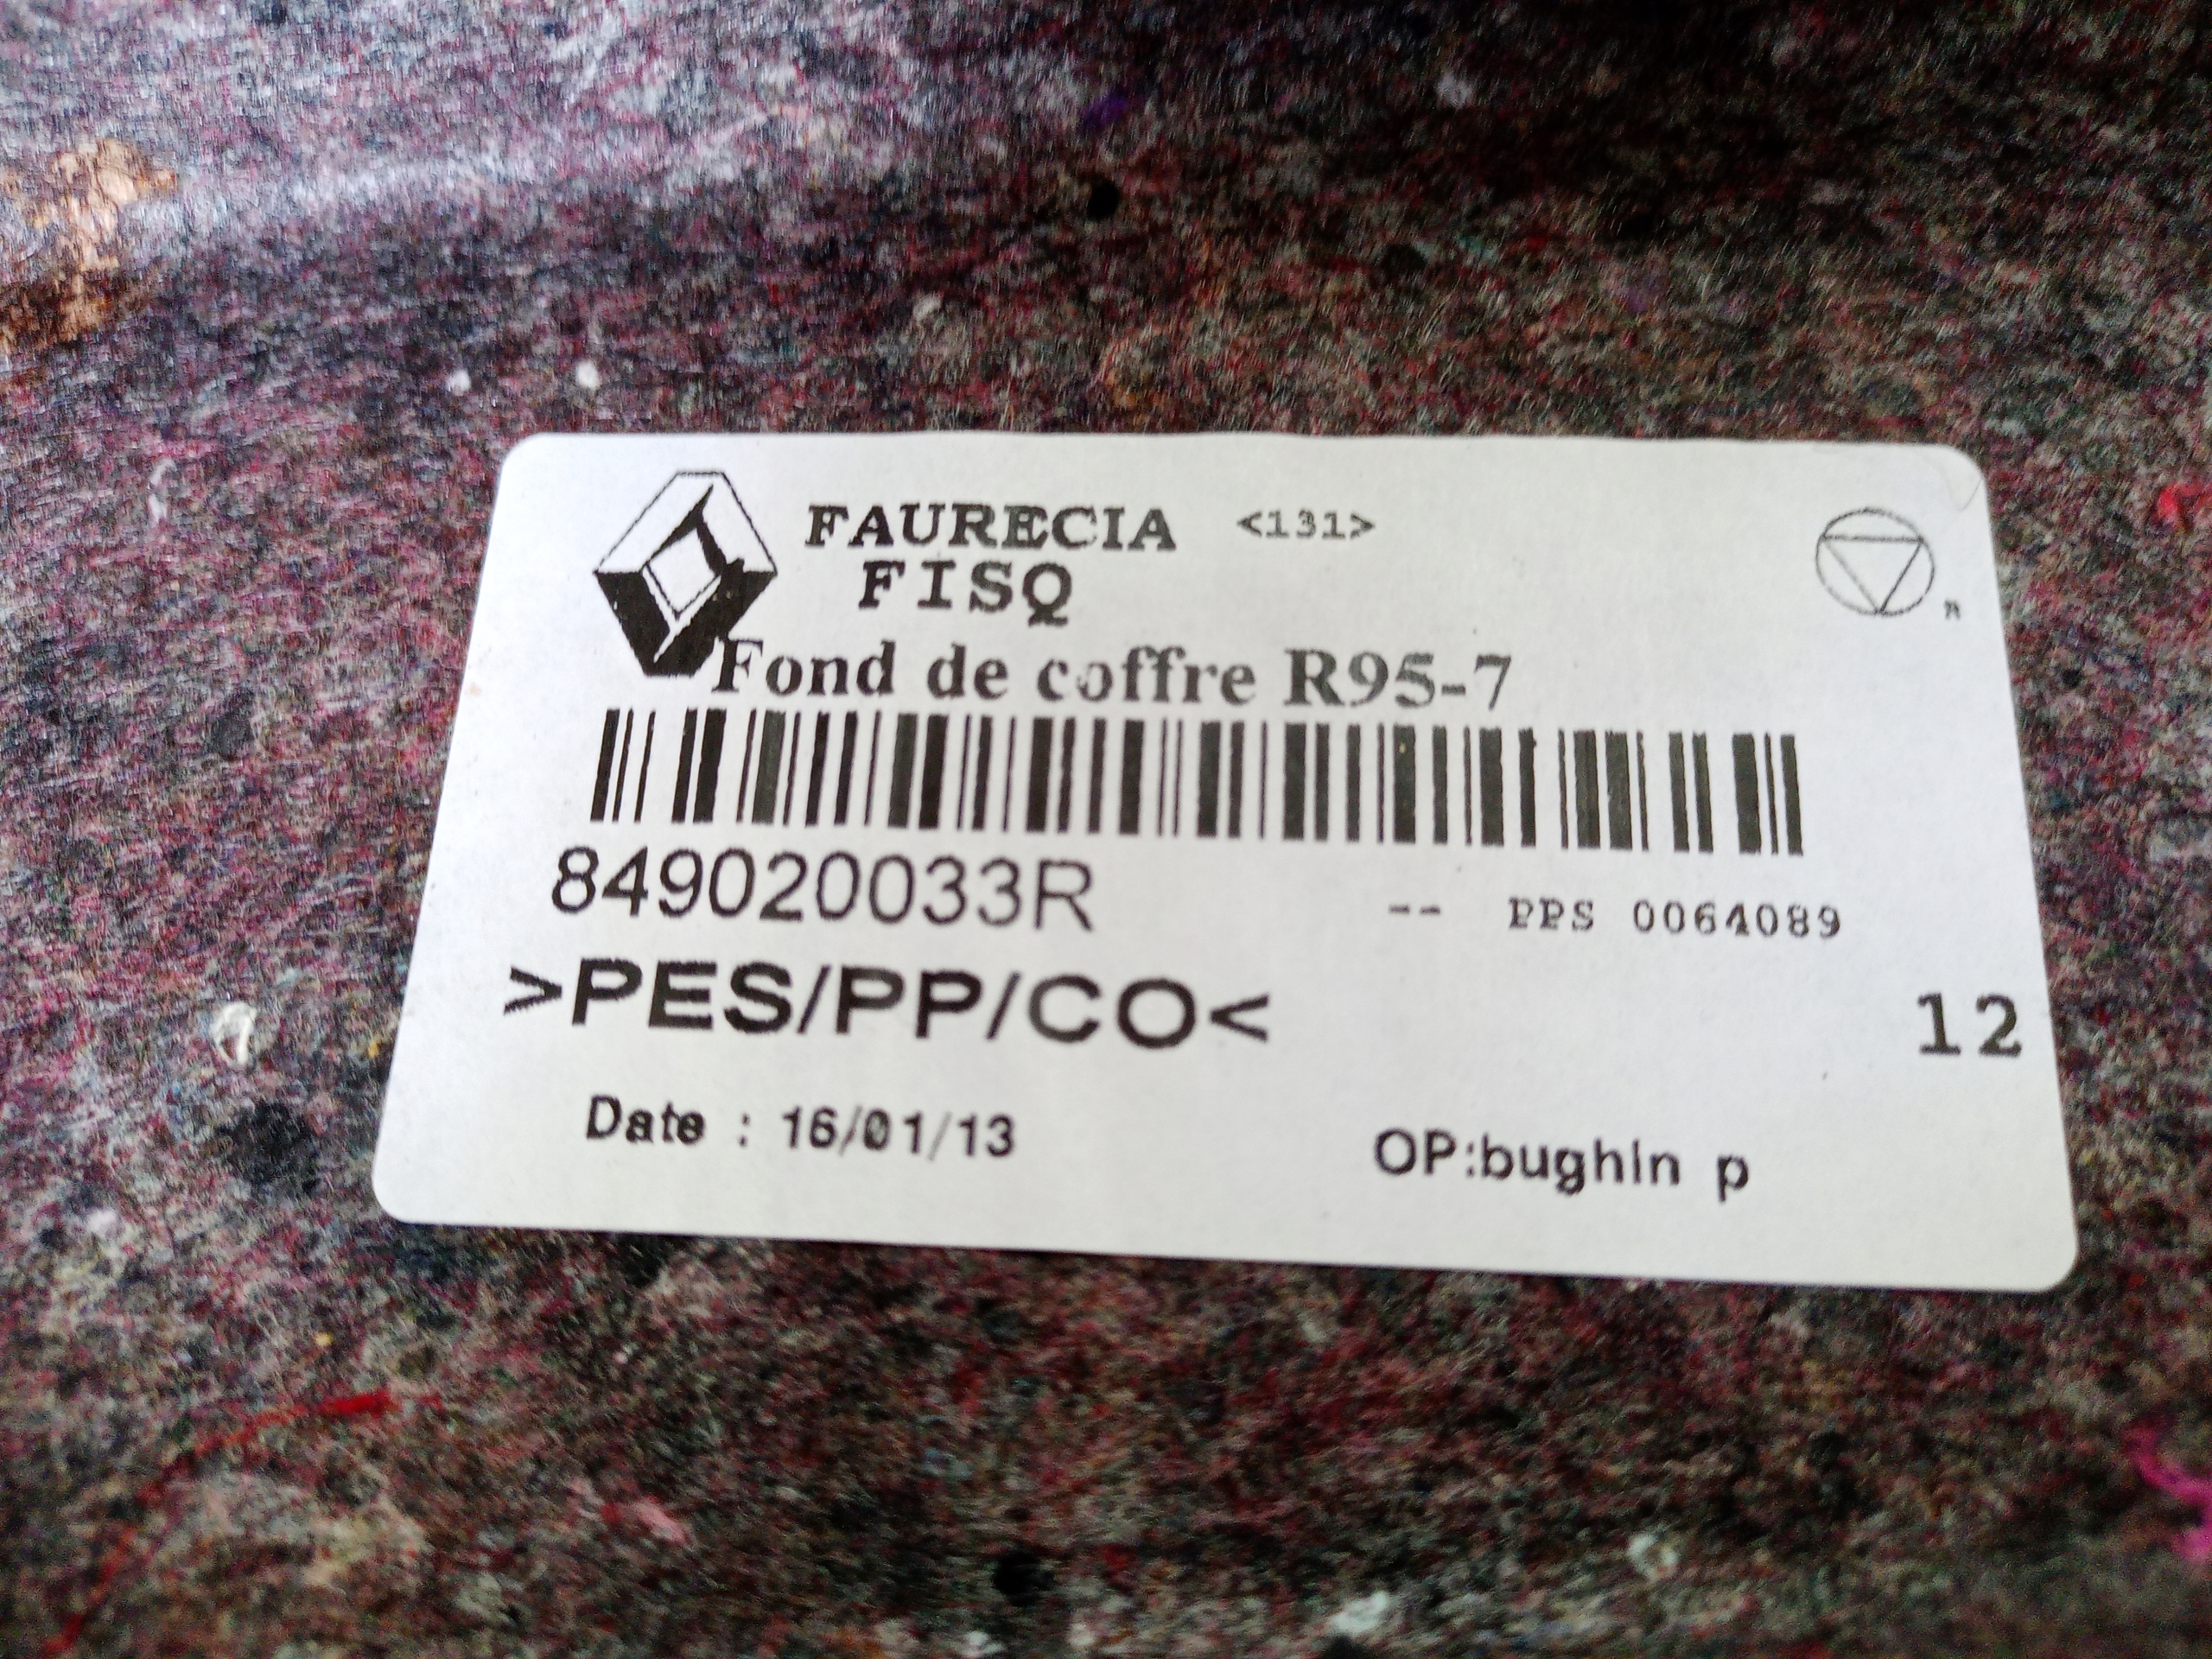 FAURECIA <131>
FISQ
Fond de coffre R95-7
849020033R -- PPS 0064089
>PES/PP/CO<
12
Date : 16/01/13 OP:bughin p